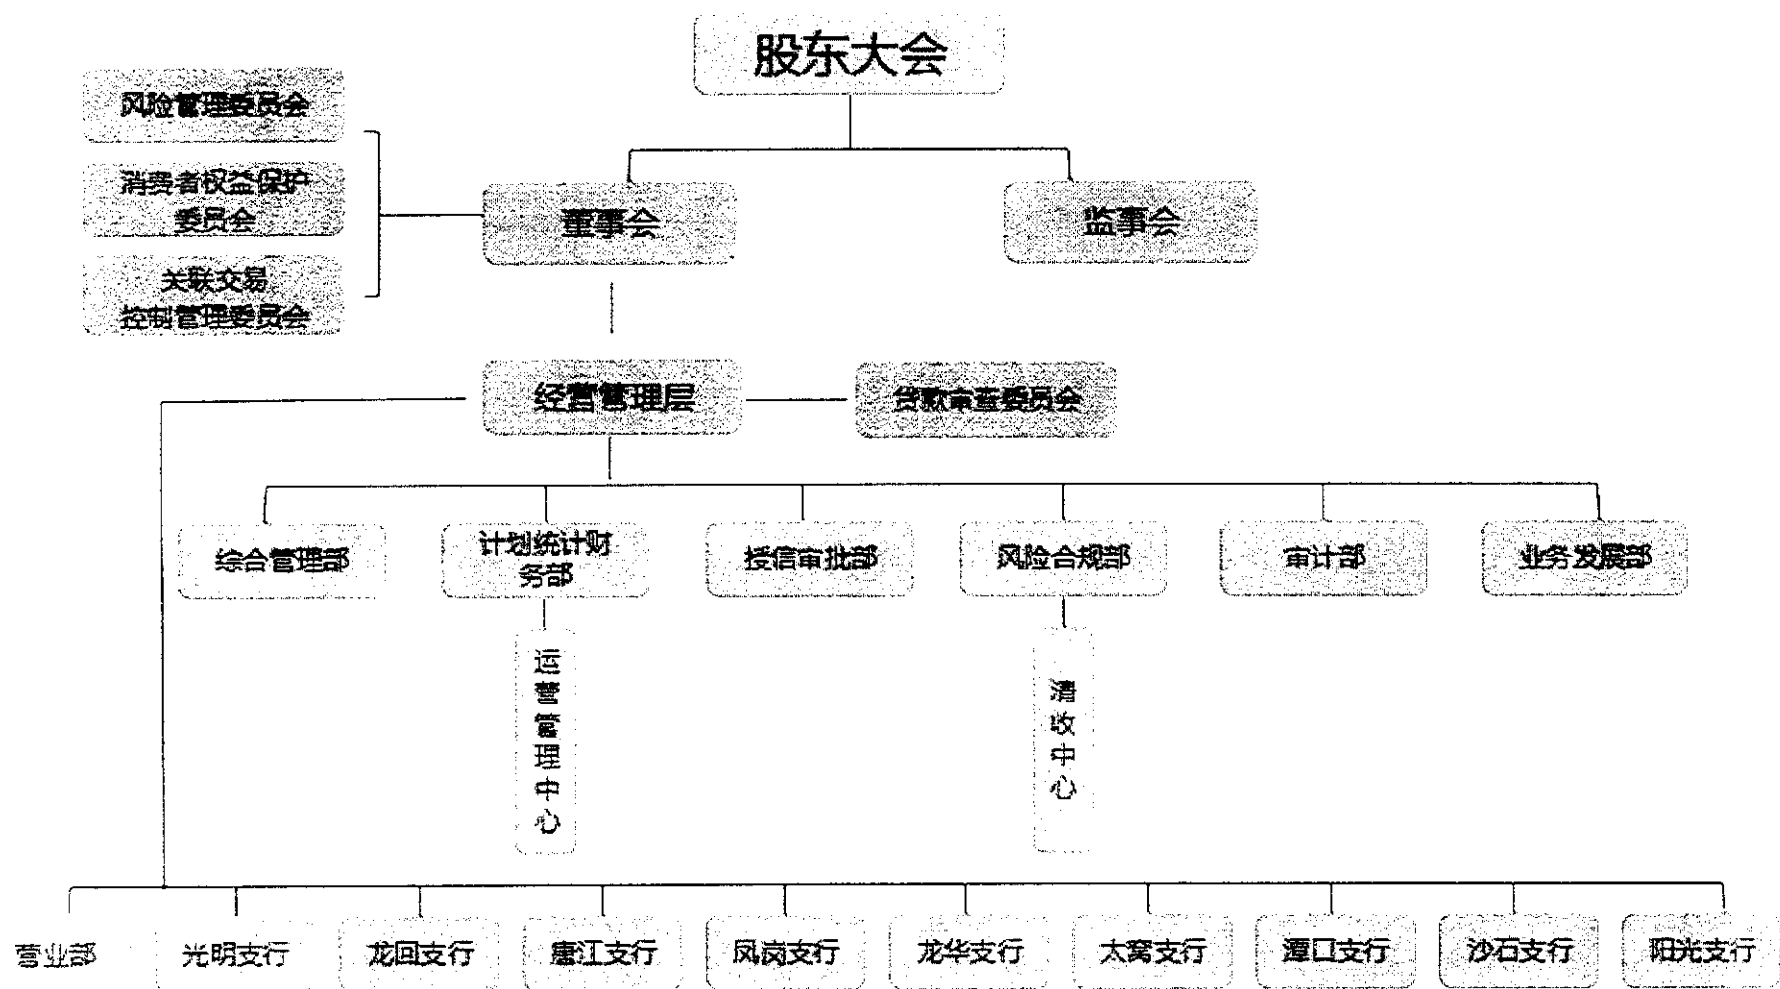 股东大会
风险管理委员会
消费者权益保护
委员会
关联交易
控制管理委员会
董事会
监事会
经营管理层
贷款审查委员会
综合管理部
计划统计财
务部
授信审批部
风险合规部
审计部
业务发展部
运营管理中心
清收中心
营业部
光明支行
龙回支行
唐江支行
凤岗支行
龙华支行
太窝支行
潭口支行
沙石支行
阳光支行